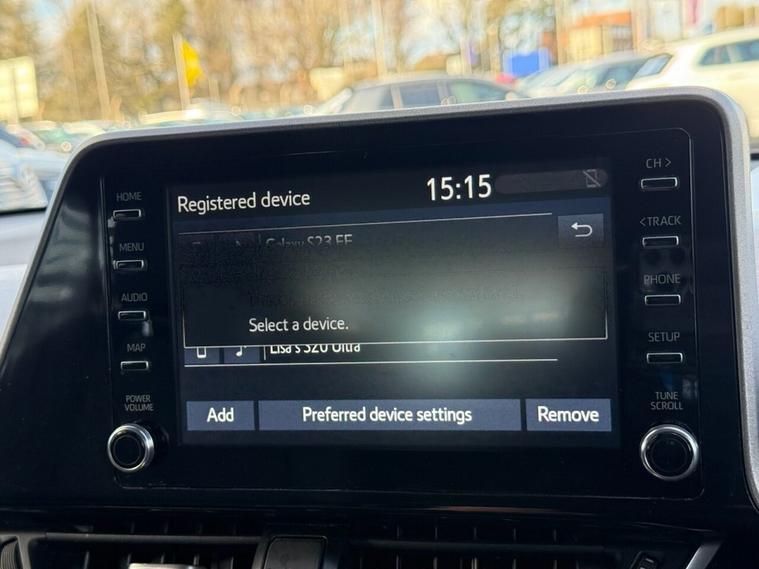 HOME
MENU
AUDIO
MAP
POWER
VOLUME
Registered device
15:15
Galaxy S23 FE
Select a device.
Lisa's S20 Ultra
Add
Preferred device settings
Remove
CH >
<TRACK
PHONE
SETUP
TUNE
SCROLL